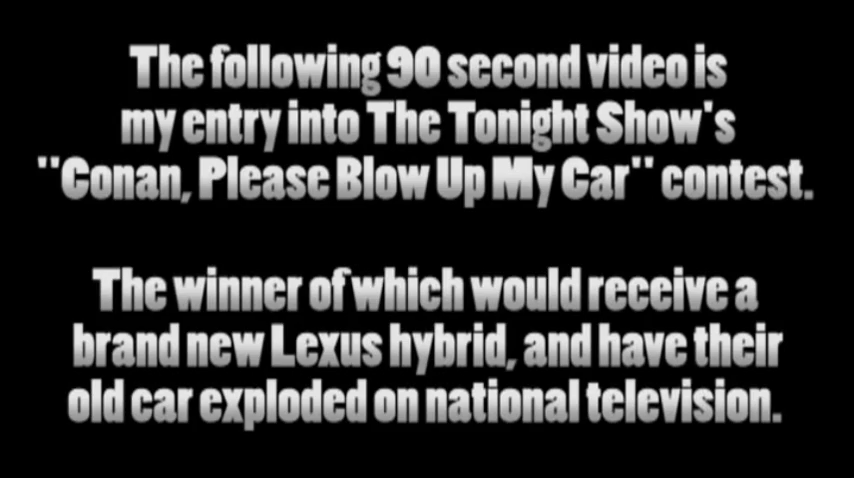 The following 90 second video is
my entry into The Tonight Show's
"Conan, Please Blow Up My Car" contest.
The winner of which would receive a
brand new Lexus hybrid, and have their
old car exploded on national television.